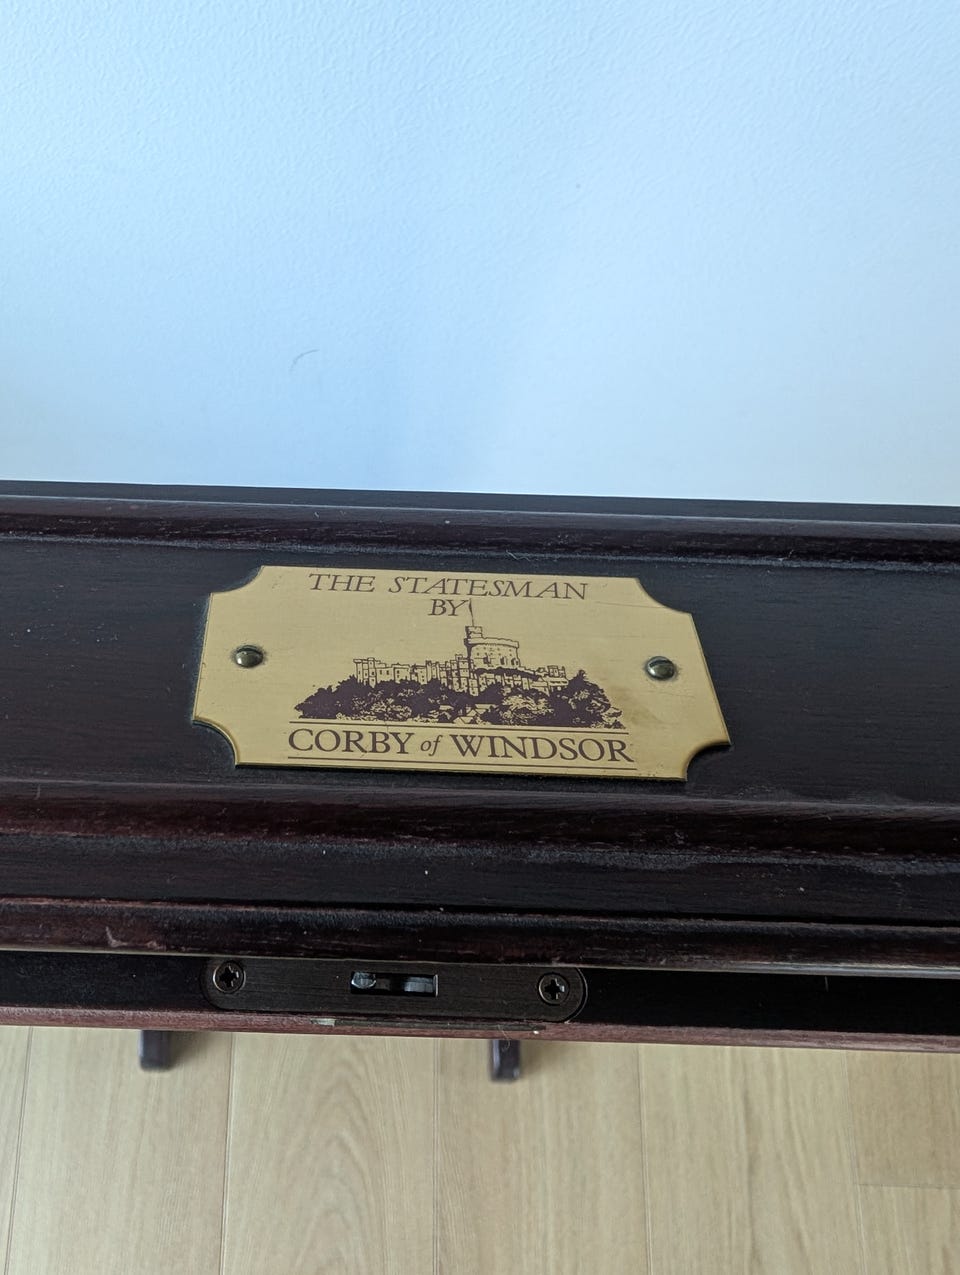 THE STATESMAN
BY
CORBY of WINDSOR